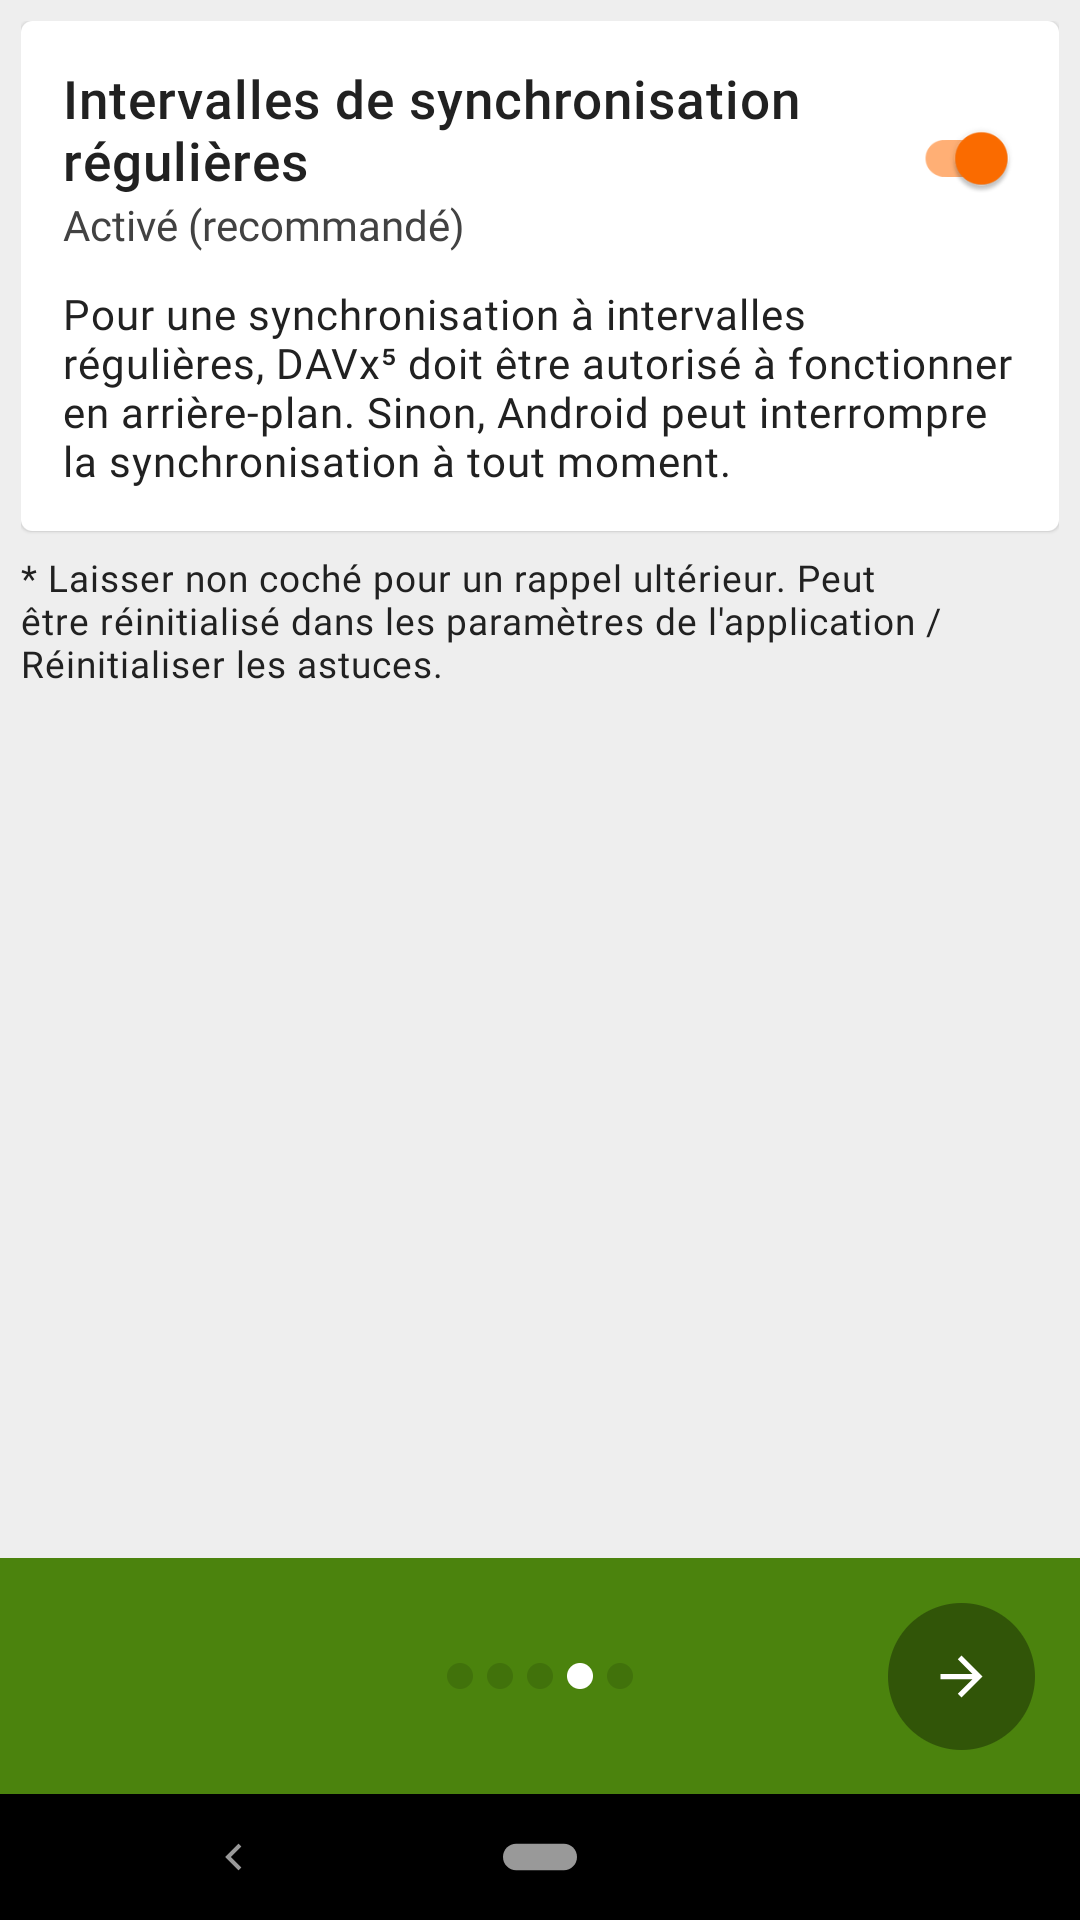 Intervalles de synchronisation
régulières
Activé (recommandé)
Pour une synchronisation à intervalles
régulières, DAVx⁵ doit être autorisé à fonctionner
en arrière-plan. Sinon, Android peut interrompre
la synchronisation à tout moment.
* Laisser non coché pour un rappel ultérieur. Peut
être réinitialisé dans les paramètres de l'application /
Réinitialiser les astuces.